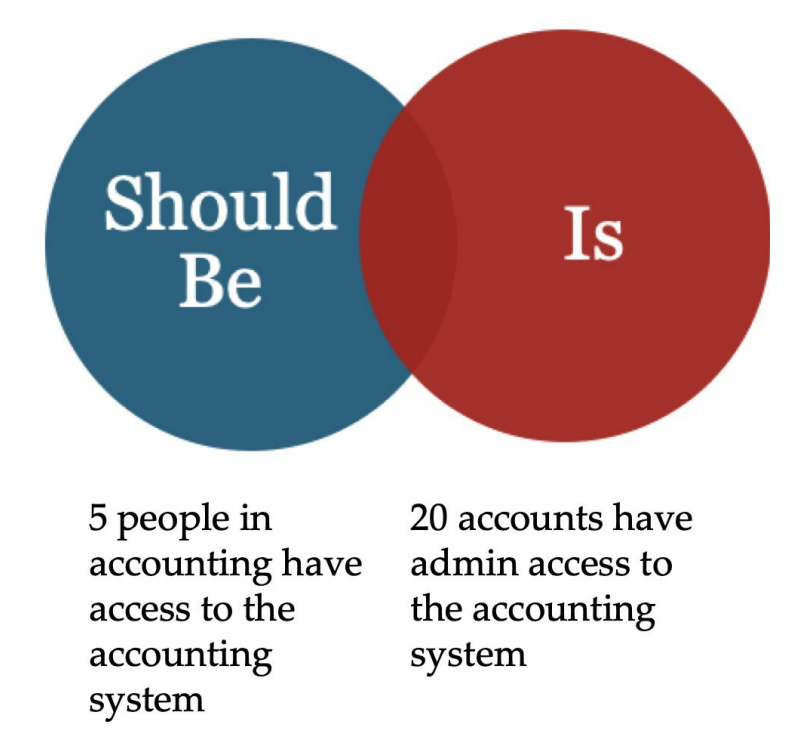 Should
Be
Is
5 people in
accounting have
access to the
accounting
system
20 accounts have
admin access to
the accounting
system